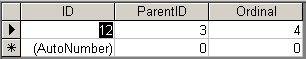 ID ParentID Ordinal
12 3 4
(AutoNumber) 0 0